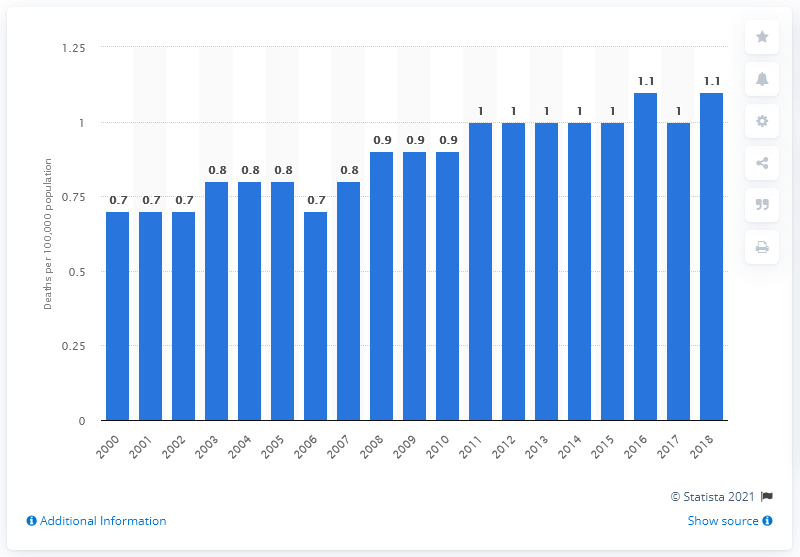 1.25
1
0.75
0.5
0.25
0
Deaths per 100,000 population
0.7 0.7 0.7 0.8 0.8 0.8 0.7 0.8 0.9 0.9 0.9 1 1 1 1 1 1.1 1 1.1
2000 2001 2002 2003 2004 2005 2006 2007 2008 2009 2010 2011 2012 2013 2014 2015 2016 2017 2018
© Statista 2021
Additional Information
Show source